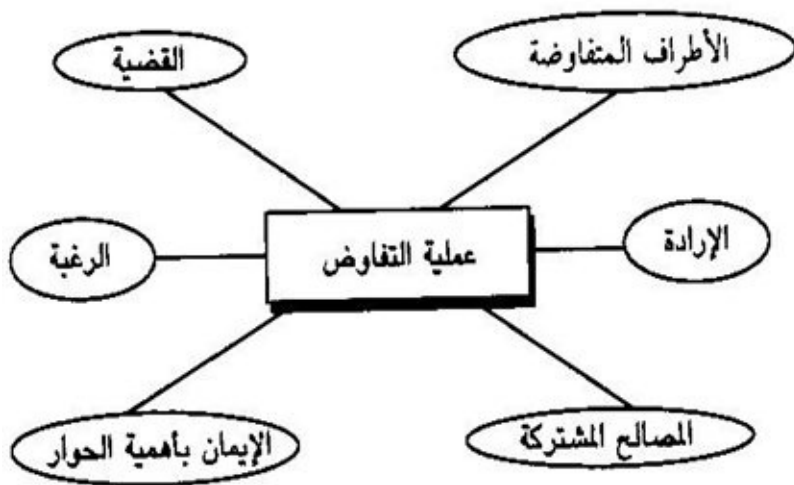 الأطراف المتفاوضة
القضية
الإرادة
عملية التفاوض
الرغبة
المصالح المشتركة
الإيمان بأهمية الحوار